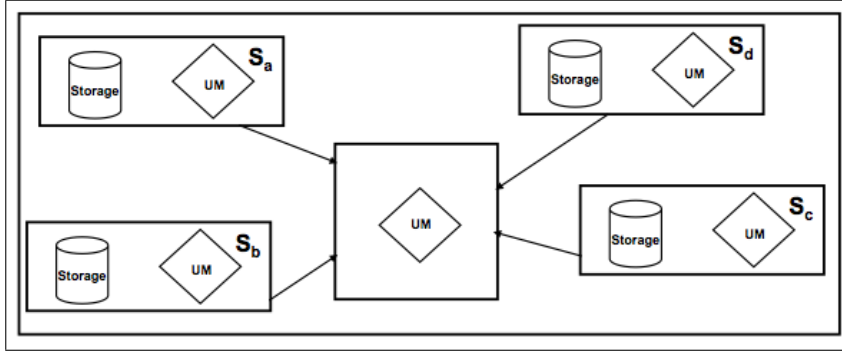 Storage UM Sa
Storage UM Sd
UM
Storage UM Sb
Storage UM Sc